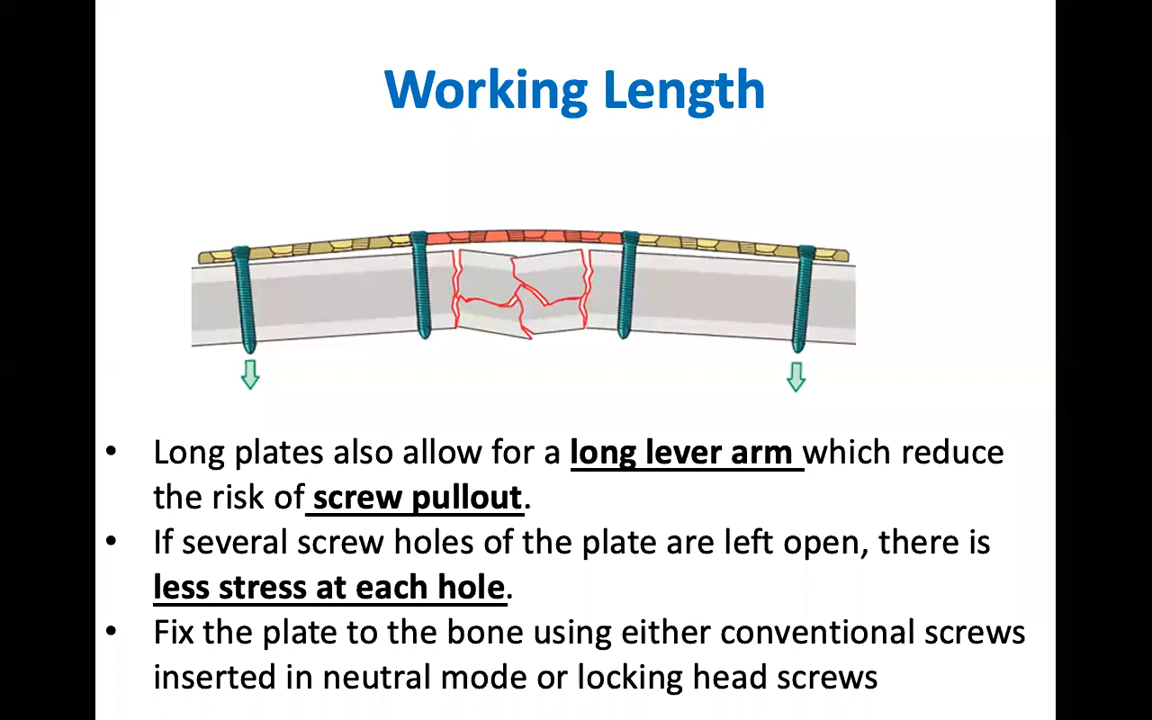 Working Length
• Long plates also allow for a long lever arm which reduce
the risk of screw pullout.
• If several screw holes of the plate are left open, there is
less stress at each hole.
• Fix the plate to the bone using either conventional screws
inserted in neutral mode or locking head screws